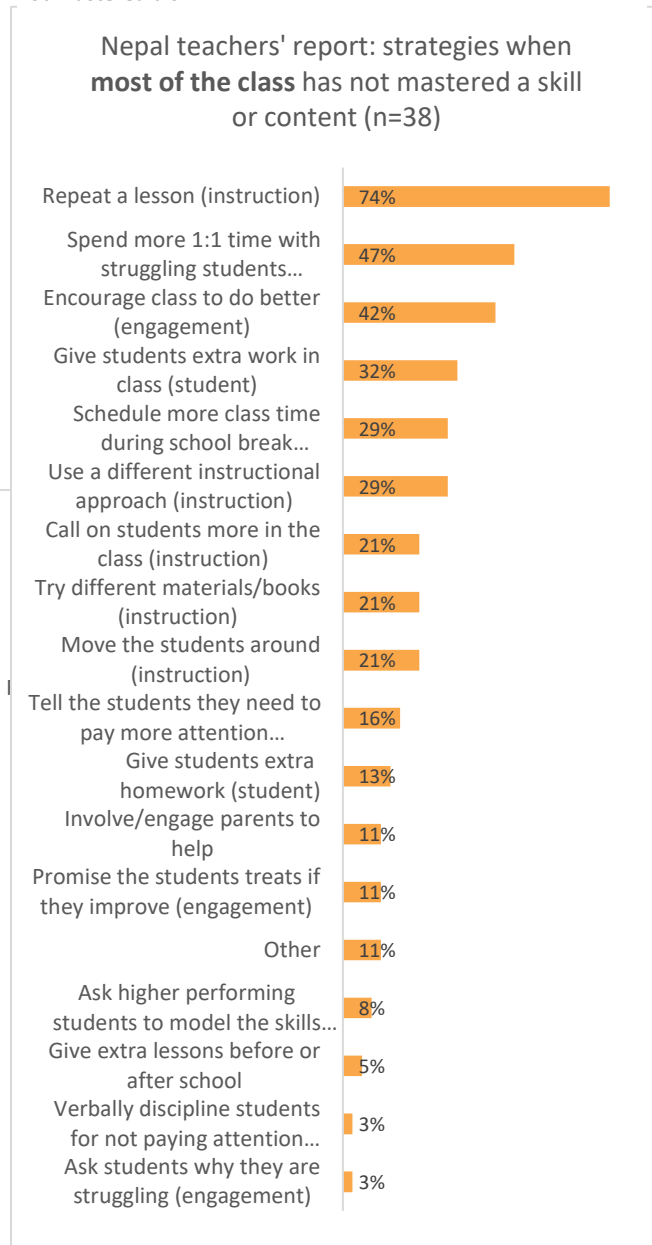 Nepal teachers' report: strategies when
most of the class has not mastered a skill
or content (n=38)
Repeat a lesson (instruction)
74%
Spend more 1:1 time with
struggling students...
47%
Encourage class to do better
(engagement)
42%
Give students extra work in
class (student)
32%
Schedule more class time
during school break...
29%
Use a different instructional
approach (instruction)
29%
Call on students more in the
class (instruction)
21%
Try different materials/books
(instruction)
21%
Move the students around
(instruction)
21%
Tell the students they need to
pay more attention...
16%
Give students extra
homework (student)
13%
Involve/engage parents to
help
11%
Promise the students treats if
they improve (engagement)
11%
Other
11%
Ask higher performing
students to model the skills...
8%
Give extra lessons before or
after school
5%
Verbally discipline students
for not paying attention...
3%
Ask students why they are
struggling (engagement)
3%